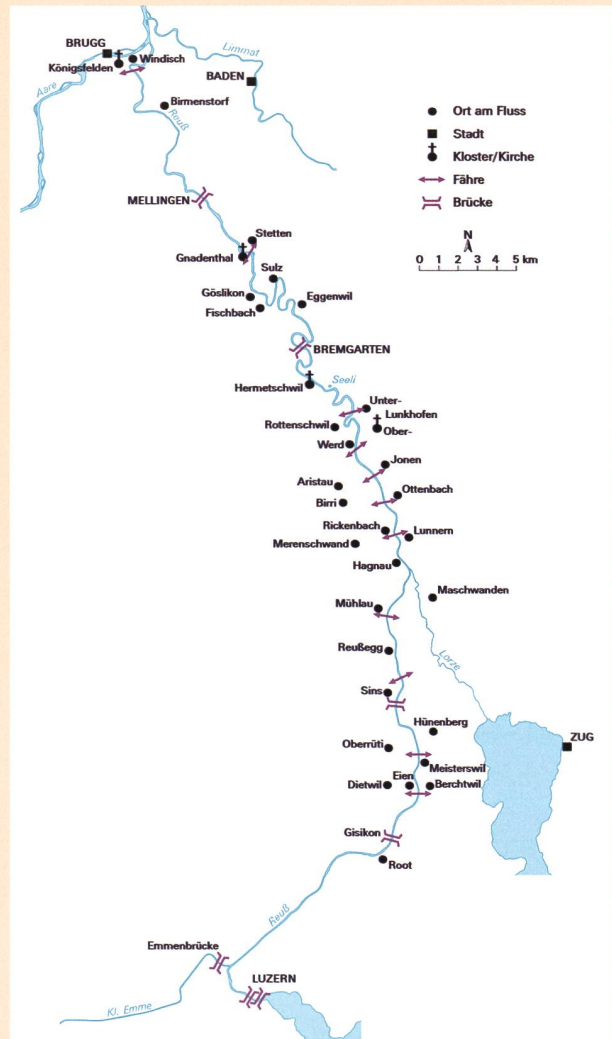 BRUGG
Limmat
Windisch
Königsfelden
BADEN
Aare
Birmenstorf
Reuß
Ort am Fluss
Stadt
Kloster/Kirche
Fähre
Brücke
N
0 1 2 3 4 5 km
MELLINGEN
Stetten
Gnadenthal
Sulz
Göslikon
Eggenwil
Fischbach
BREMGARTEN
Seeli
Hermetschwil
Unter-
Lunkhofen
Rottenschwil
Ober-
Werd
Jonen
Aristau
Ottenbach
Birri
Rickenbach
Lunnern
Merenschwand
Hagnau
Maschwanden
Mühlau
Reußegg
Lorze
Sins
Hünenberg
ZUG
Oberrüti
Meisterswil
Eien
Dietwil
Berchtwil
Gisikon
Root
Reuß
Emmenbrücke
LUZERN
Kl. Emme